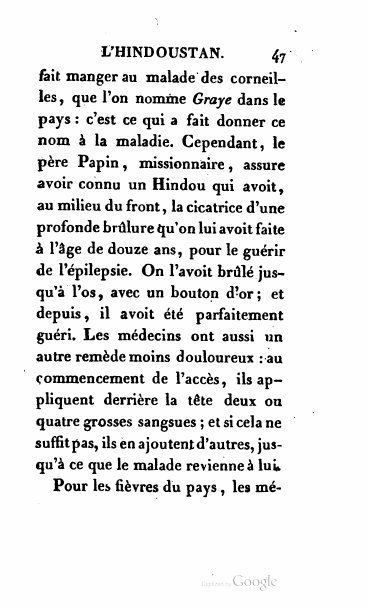 L'HINDOUSTAN. 47
fait manger au malade des corneil-
les, que l'on nomme Graye dans le
pays : c'est ce qui a fait donner ce
nom à la maladie. Cependant, le
père Papin, missionnaire, assure
avoir connu un Hindou qui avoit,
au milieu du front, la cicatrice d'une
profonde brûlure qu'on lui avoit faite
à l'âge de douze ans, pour le guérir
de l'épilepsie. On l'avoit brûlé jus-
qu'à l'os, avec un bouton d'or; et
depuis, il avoit été parfaitement
guéri. Les médecins ont aussi un
autre remède moins douloureux : au
commencement de l'accès, ils ap-
pliquent derrière la tête deux ou
quatre grosses sangsues ; et si cela ne
suffit pas, ils en ajoutent d'autres, jus-
qu'à ce que le malade revienne à lui.
Pour les fièvres du pays, les mé-
Digitized by Google